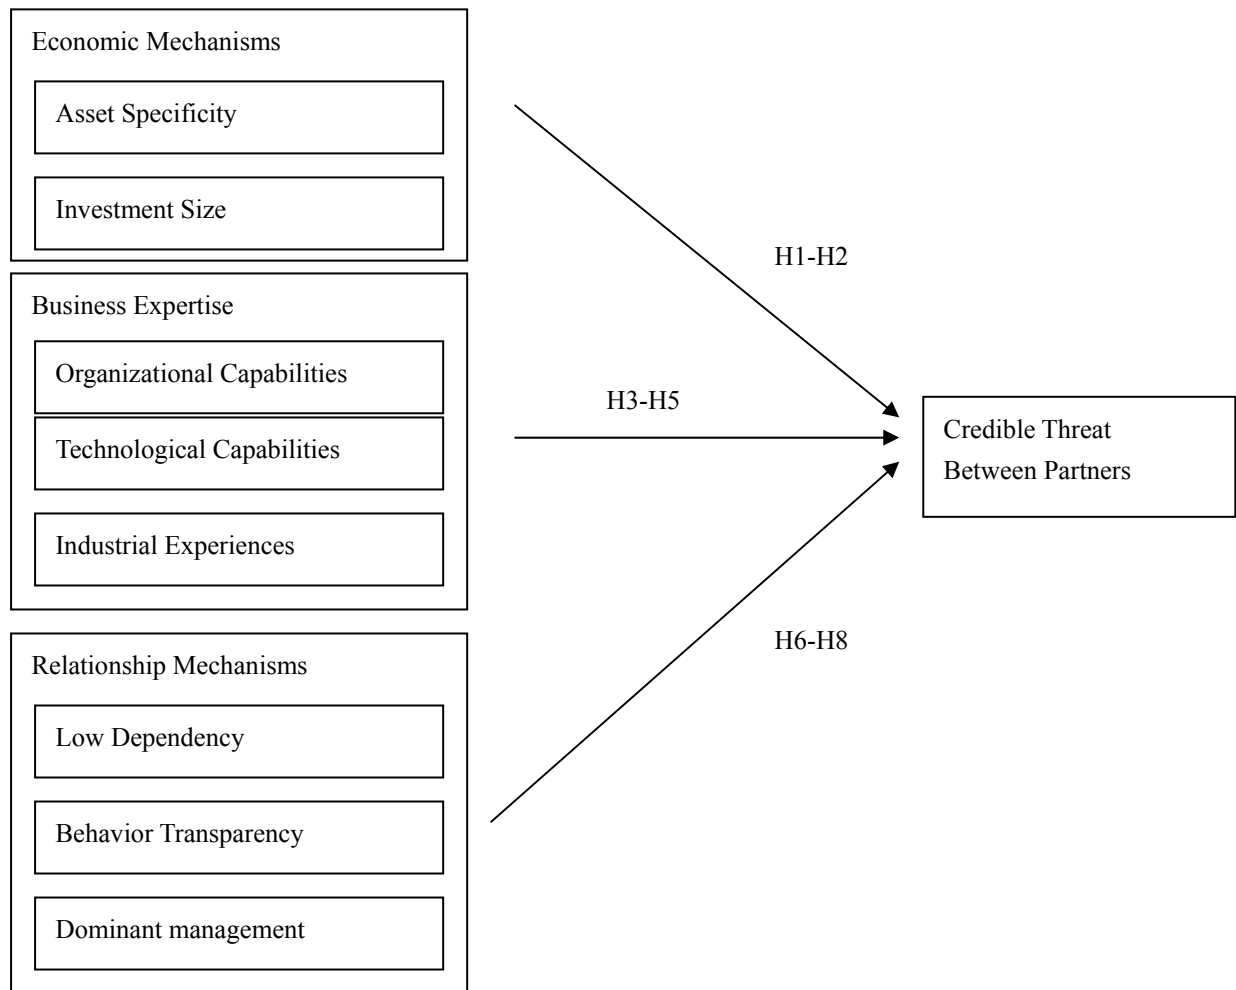 Economic Mechanisms
Asset Specificity
Investment Size
H1-H2
Business Expertise
Organizational Capabilities
Technological Capabilities
Industrial Experiences
H3-H5
Credible Threat
Between Partners
Relationship Mechanisms
Low Dependency
Behavior Transparency
Dominant management
H6-H8